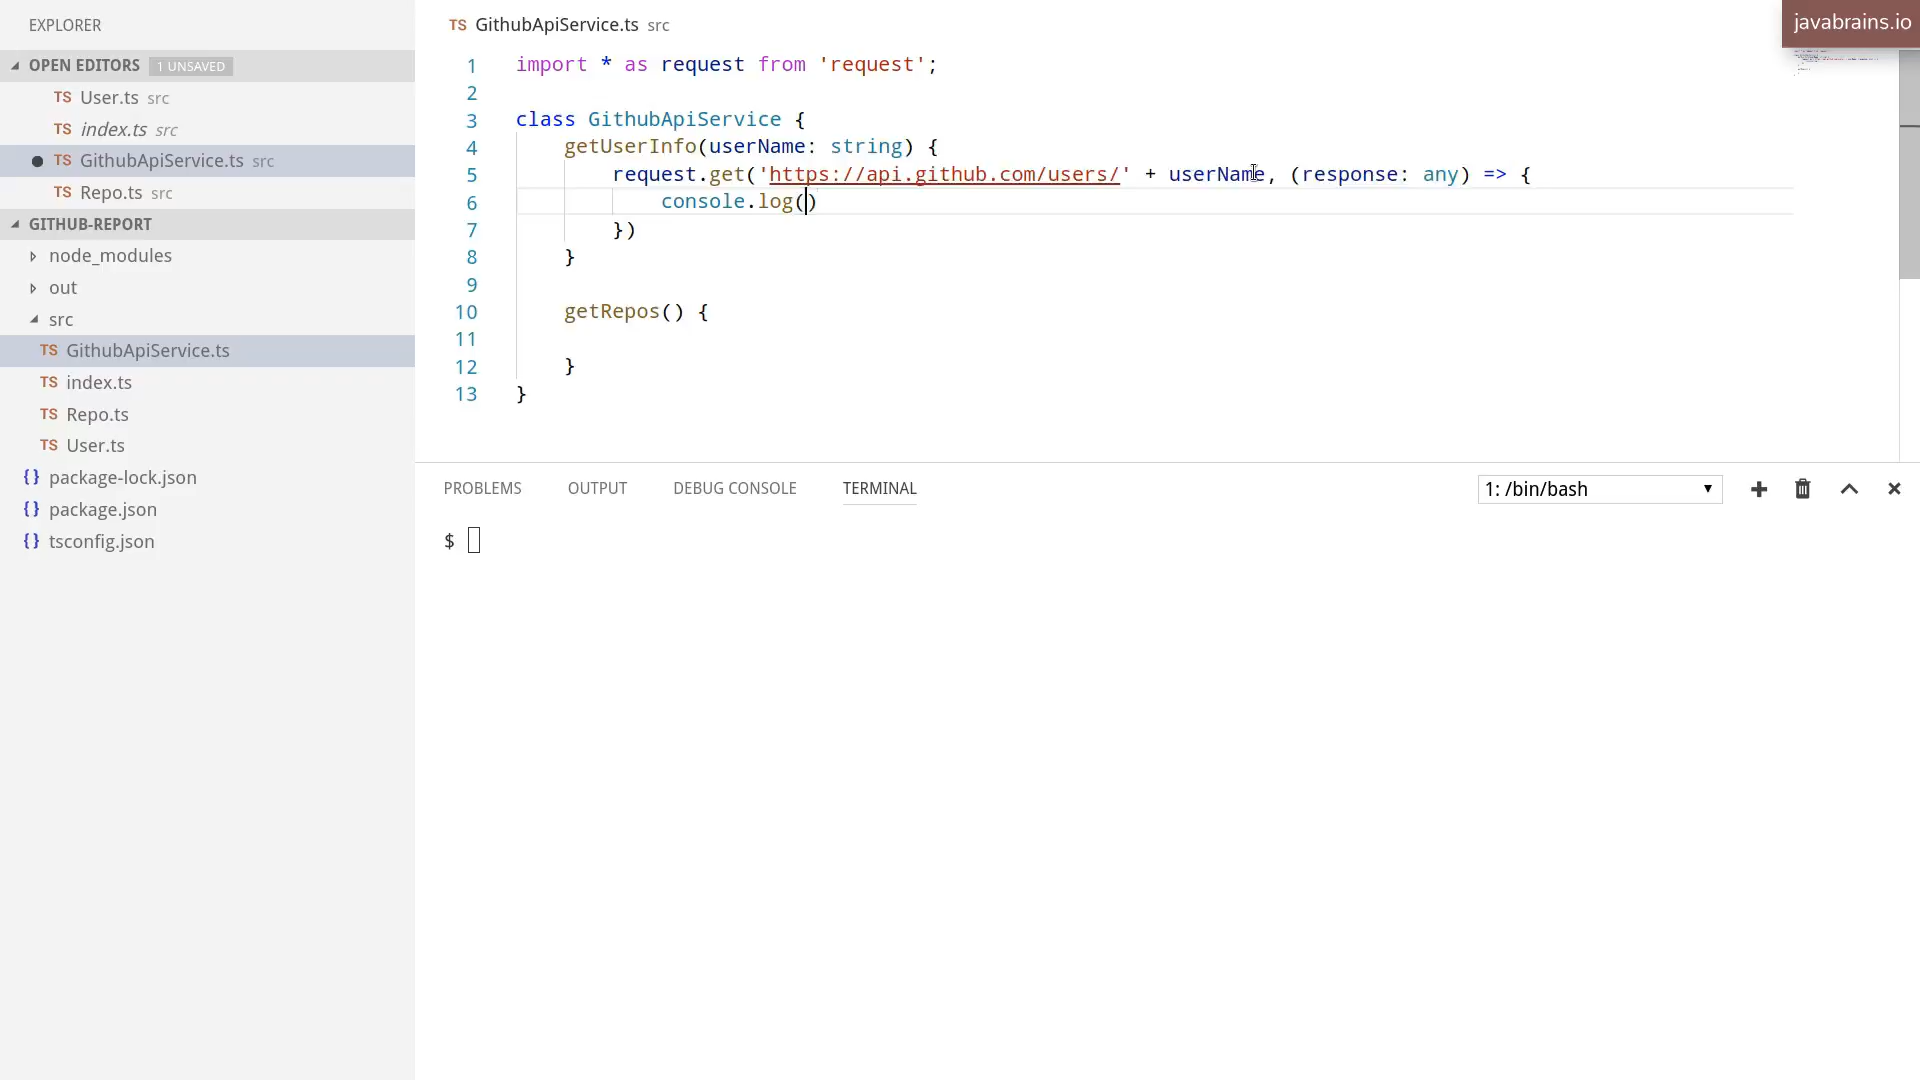 EXPLORER
OPEN EDITORS 1 UNSAVED
TS User.ts src
TS index.ts src
TS GithubApiService.ts src
TS Repo.ts src
GITHUB-REPORT
node_modules
out
src
TS GithubApiService.ts
TS index.ts
TS Repo.ts
TS User.ts
{} package-lock.json
{} package.json
{} tsconfig.json
TS GithubApiService.ts src
javabrains.io
1 import * as request from 'request';
2
3 class GithubApiService {
4 getUserInfo(userName: string) {
5 request.get('https://api.github.com/users/' + userName, (response: any) => {
6 console.log()
7 })
8 }
9
10 getRepos() {
11
12 }
13 }
PROBLEMS OUTPUT DEBUG CONSOLE TERMINAL 1: /bin/bash
$